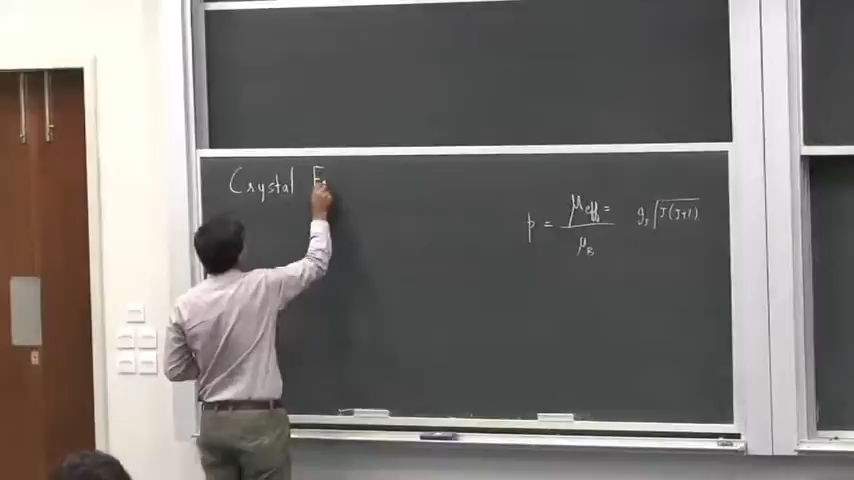 Crystal F
p = μeff / μB = gJ √J(J+1)